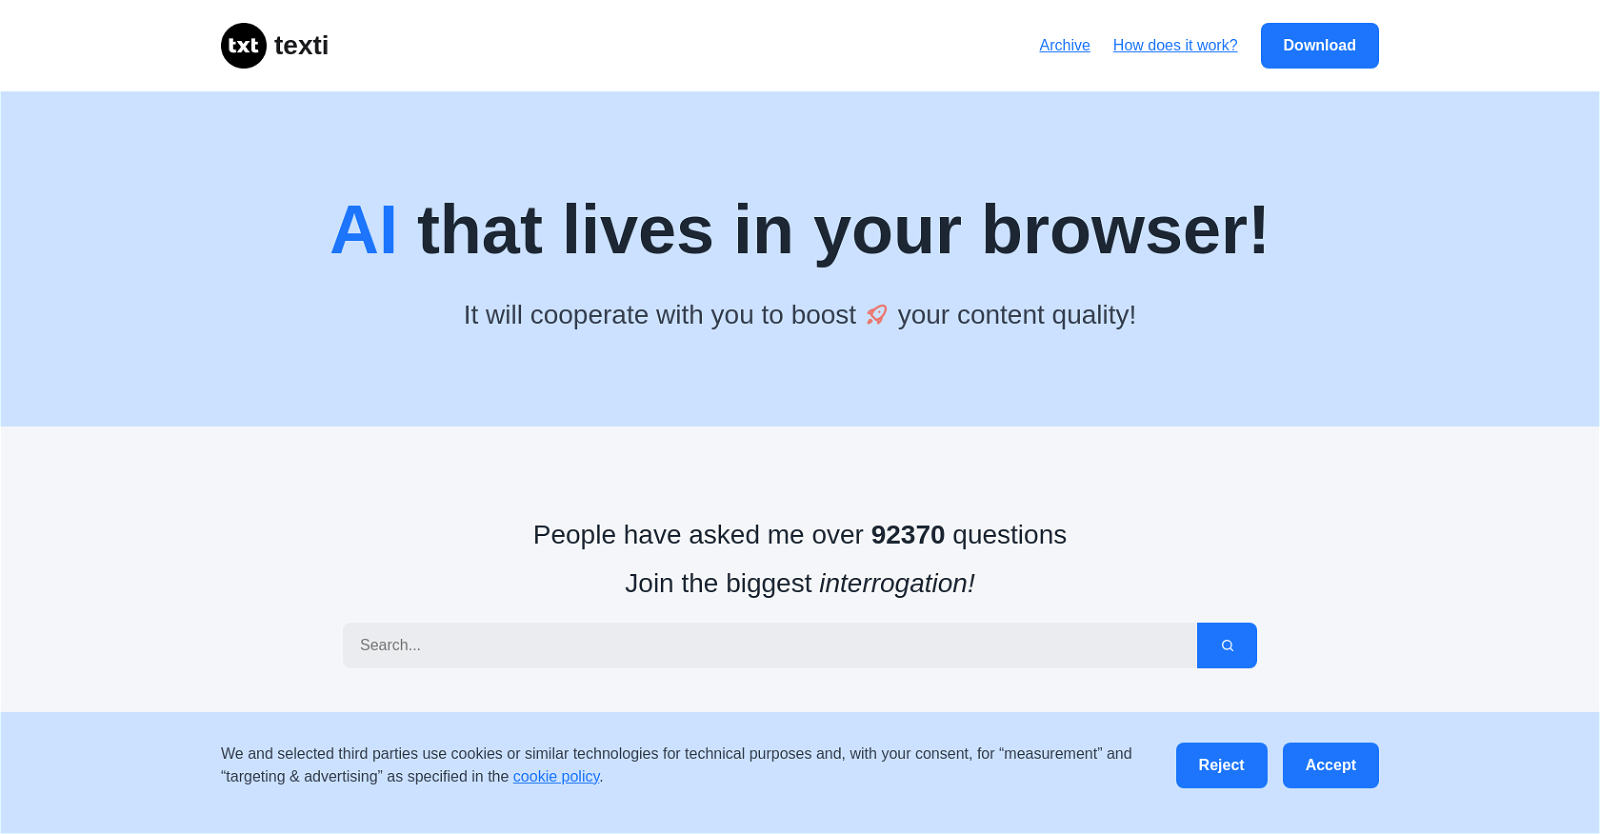 txt texti
Archive
How does it work?
Download
AI that lives in your browser!
It will cooperate with you to boost your content quality!
People have asked me over 92370 questions
Join the biggest interrogation!
Search...
We and selected third parties use cookies or similar technologies for technical purposes and, with your consent, for “measurement” and
“targeting & advertising” as specified in the cookie policy.
Reject
Accept